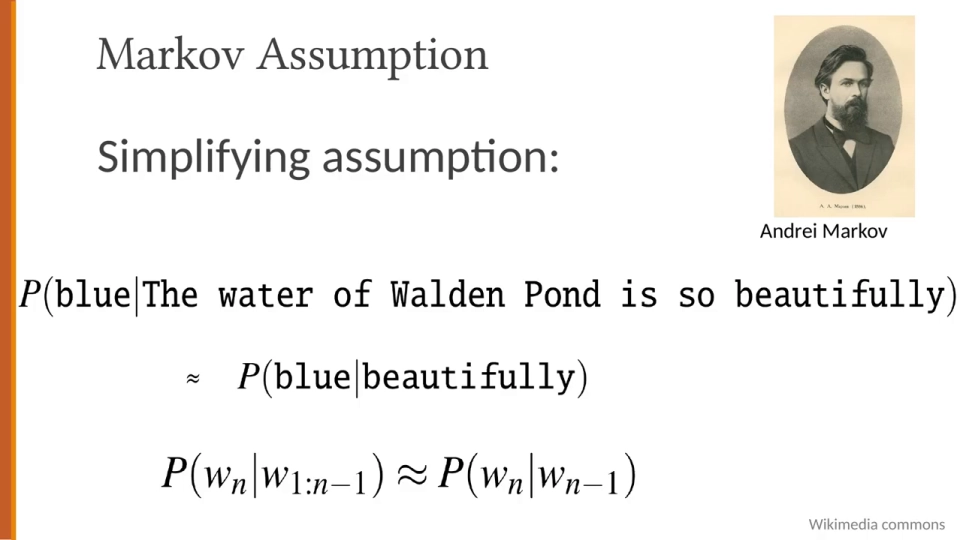 Markov Assumption
Simplifying assumption:
Andrei Markov
P(blue|The water of Walden Pond is so beautifully)
≈ P(blue|beautifully)
P(wₙ|w₁:ₙ₋₁) ≈ P(wₙ|wₙ₋₁)
Wikimedia commons